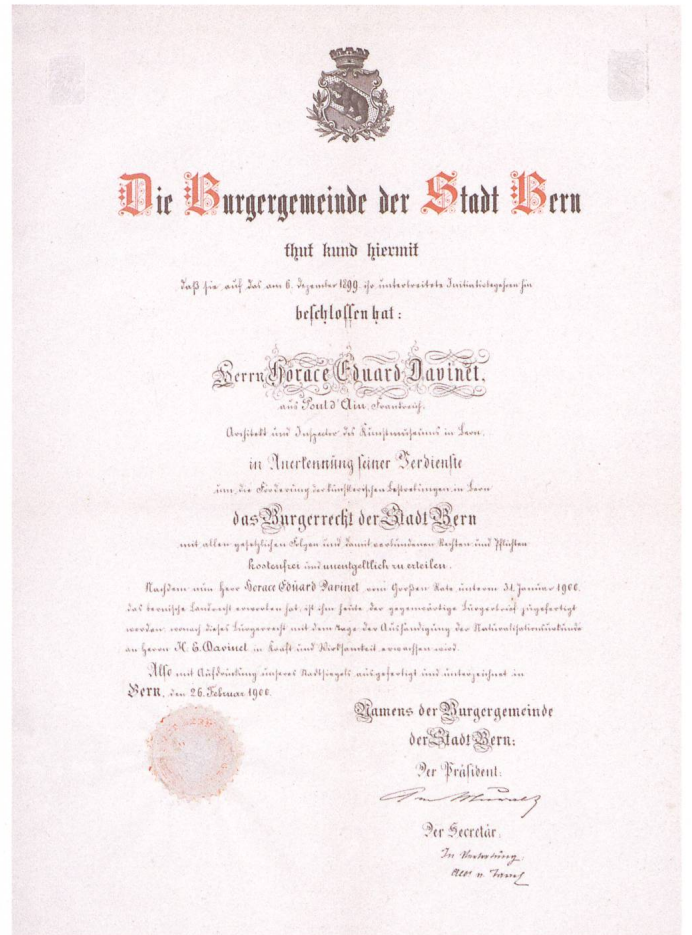 Die Burgergemeinde der Stadt Bern
thut kund hiermit
daß sie auf das am 6. Dezember 1899 ihr unterbreitete Initiativbegehren hin
beschlossen hat:
Herrn Horace Eduard Davinet,
aus Pont d'Ain, Frankreich,
Architekt und Inspector des Kunstmuseums in Bern,
in Anerkennung seiner Verdienste
um die Förderung der künstlerischen Bestrebungen in Bern
das Burgerrecht der Stadt Bern
mit allen gesetzlichen Folgen und damit verbundenen Rechten und Pflichten
kostenfrei und unentgeltlich zu erteilen.
Nachdem nun Herr Horace Eduard Davinet vom Großen Rate unterm 31. Januar 1900.
das bernische Landrecht erworben hat, ist ihm heute der gegenwärtige Bürgerbrief zugefertigt
worden, wonach dieses Bürgerrecht mit dem Tage der Aushändigung der Naturalisationsurkunde
an Herrn H. E. Davinet in Kraft und Wirksamkeit erwachsen wird.
Also mit Aufdrückung unseres Stadtsiegels ausgefertigt und unterzeichnet in
Bern, den 26. Februar 1900.
Namens der Burgergemeinde
der Stadt Bern:
Der Präsident:
Der Secretär,
In Vertretung